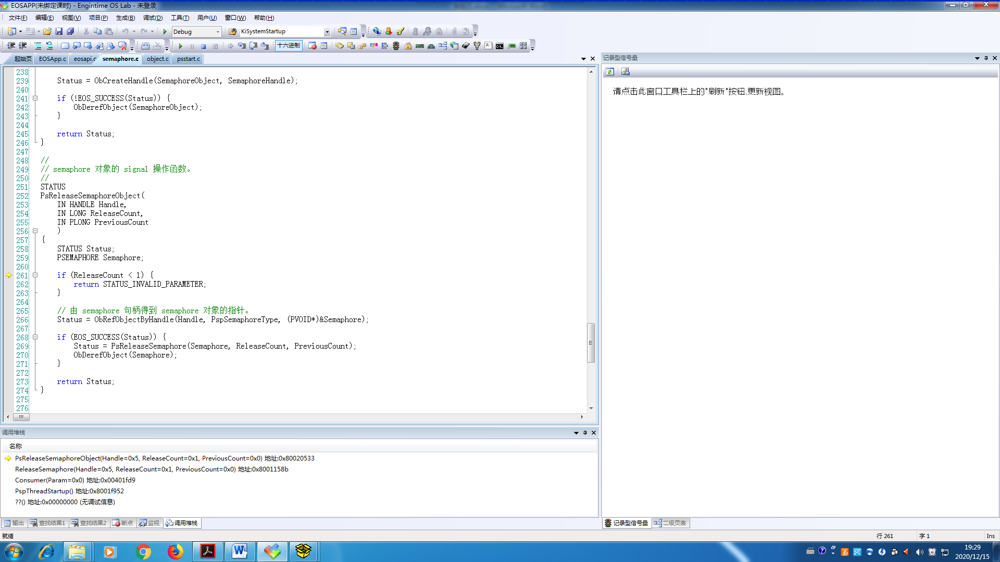 EOSAPP(未绑定课时) - Engintime OS Lab - 未登录
文件(F) 编辑(E) 视图(V) 项目(P) 生成(B) 调试(D) 工具(T) 用户(U) 窗口(W) 帮助(H)
Debug KiSystemStartup
十六进制
起始页 EOSApp.c eosapi.c semaphore.c object.c psstart.c
238
239 Status = ObCreateHandle(SemaphoreObject, SemaphoreHandle);
240
241 if (!EOS_SUCCESS(Status)) {
242 ObDerefObject(SemaphoreObject);
243 }
244
245 return Status;
246 }
247
248 //
249 // semaphore 对象的 signal 操作函数。
250 //
251 STATUS
252 PsReleaseSemaphoreObject(
253 IN HANDLE Handle,
254 IN LONG ReleaseCount,
255 IN PLONG PreviousCount
256 )
257 {
258 STATUS Status;
259 PSEMAPHORE Semaphore;
260
261 if (ReleaseCount < 1) {
262 return STATUS_INVALID_PARAMETER;
263 }
264
265 // 由 semaphore 句柄得到 semaphore 对象的指针。
266 Status = ObRefObjectByHandle(Handle, PspSemaphoreType, (PVOID*)&Semaphore);
267
268 if (EOS_SUCCESS(Status)) {
269 Status = PsReleaseSemaphore(Semaphore, ReleaseCount, PreviousCount);
270 ObDerefObject(Semaphore);
271 }
272
273 return Status;
274 }
275
276
调用堆栈
名称
PsReleaseSemaphoreObject(Handle=0x5, ReleaseCount=0x1, PreviousCount=0x0) 地址:0x80020533
ReleaseSemaphore(Handle=0x5, ReleaseCount=0x1, PreviousCount=0x0) 地址:0x8001158b
Consumer(Param=0x0) 地址:0x00401fd9
PspThreadStartup() 地址:0x8001f952
??() 地址:0x00000000 (无调试信息)
输出 查找结果1 查找结果2 断点 监视 调用堆栈
记录型信号量
请点击此窗口工具栏上的"刷新"按钮,更新视图。
记录型信号量 二级页表
就绪 行 261 字 1 Ins
19:29
2020/12/15